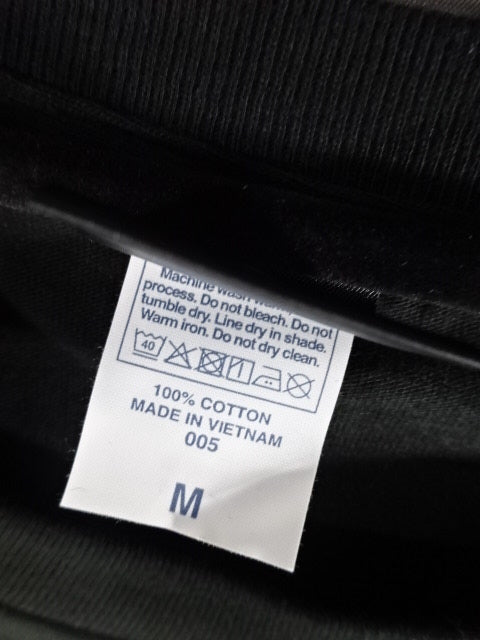 Machine wash
process. Do not bleach. Do not
tumble dry. Line dry in shade.
Warm iron. Do not dry clean.
40
100% COTTON
MADE IN VIETNAM
005
M